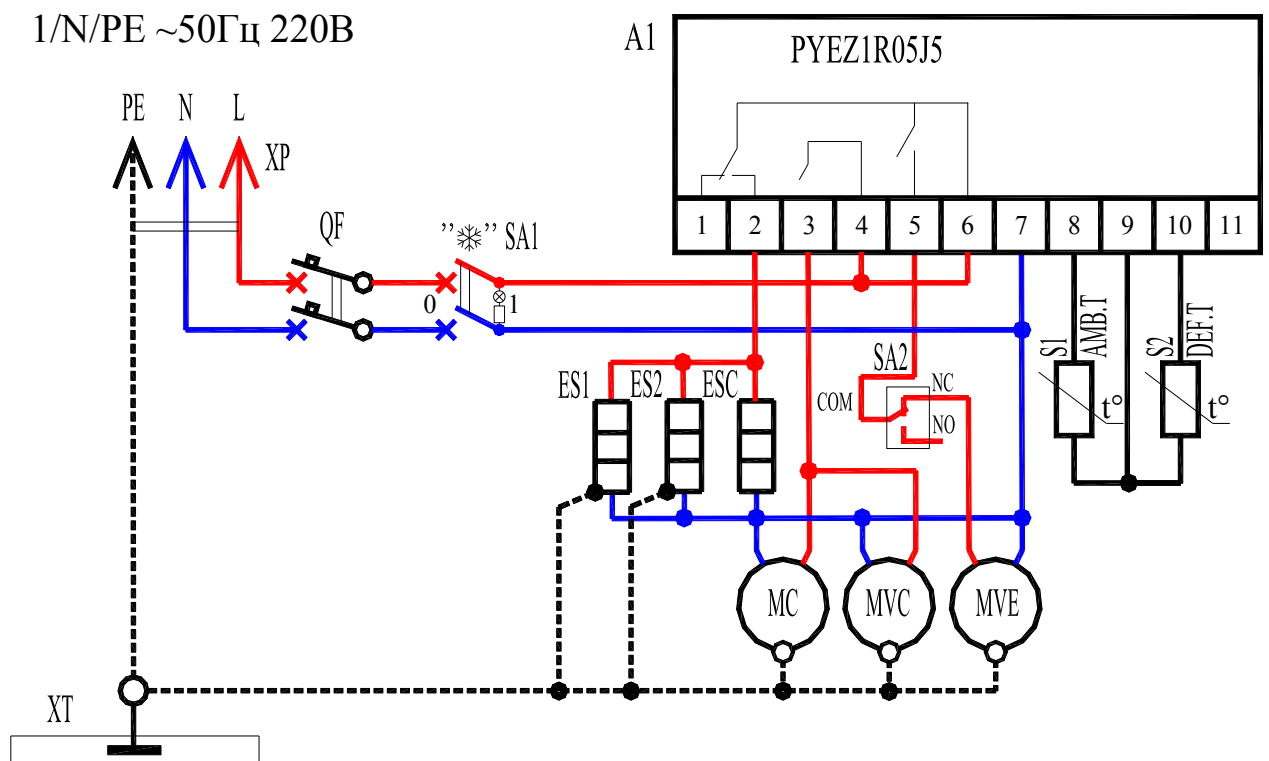 1/N/PE ~50Гц 220В
A1
PYEZ1R05J5
PE N L
XP
QF
”❄” SA1
0 1
1 2 3 4 5 6 7 8 9 10 11
S1
AMB.T
t°
S2
DEF.T
t°
ES1 ES2 ESC
SA2
COM
NC
NO
MC MVC MVE
XT